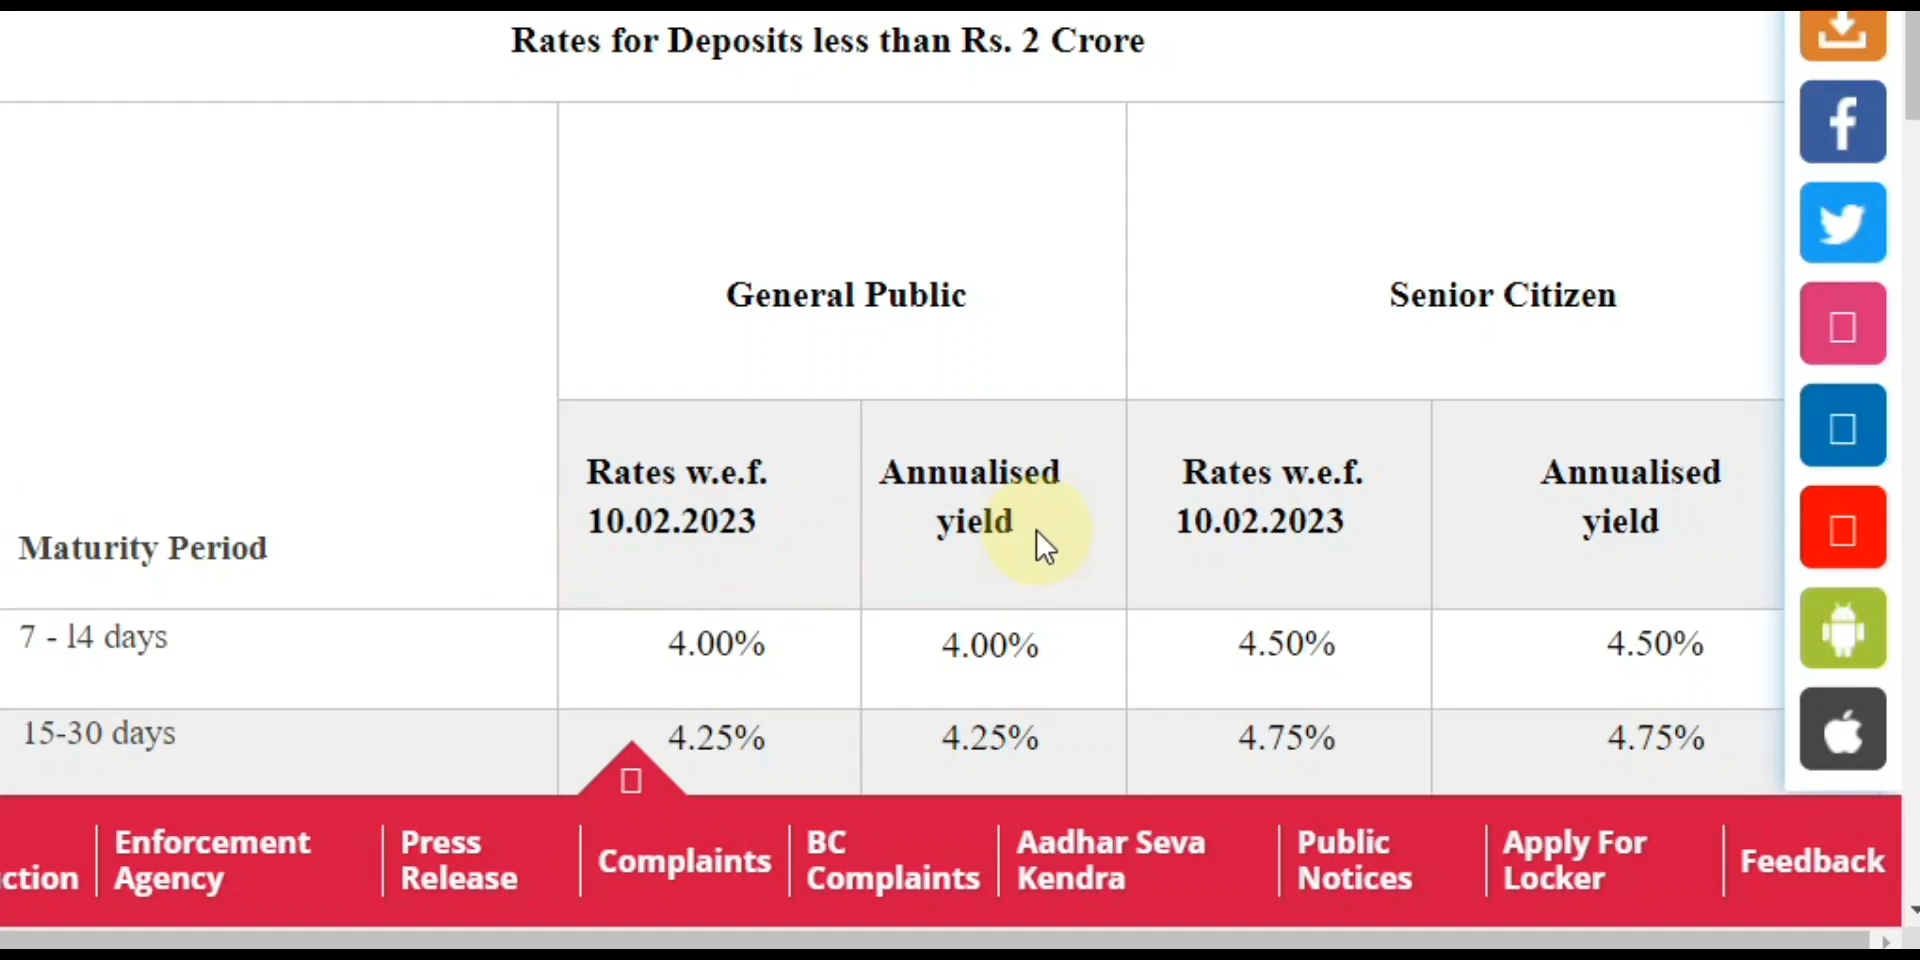 Rates for Deposits less than Rs. 2 Crore
General Public
Senior Citizen
Maturity Period
Rates w.e.f.
10.02.2023
Annualised
yield
Rates w.e.f.
10.02.2023
Annualised
yield
7 - l4 days 4.00% 4.00% 4.50% 4.50%
15-30 days 4.25% 4.25% 4.75% 4.75%
ction
Enforcement
Agency
Press
Release
Complaints
BC
Complaints
Aadhar Seva
Kendra
Public
Notices
Apply For
Locker
Feedback